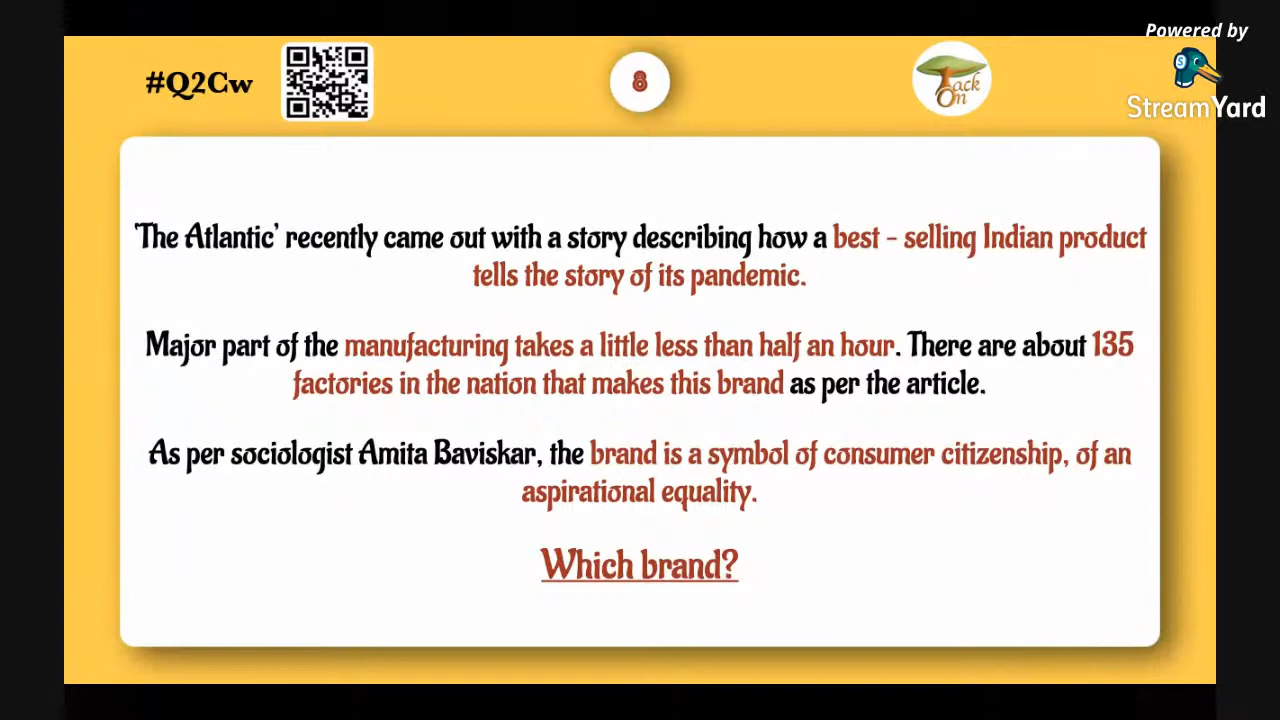 Powered by
#Q2Cw
8
Tack
On
StreamYard
'The Atlantic' recently came out with a story describing how a best - selling Indian product
tells the story of its pandemic.
Major part of the manufacturing takes a little less than half an hour. There are about 135
factories in the nation that makes this brand as per the article.
As per sociologist Amita Baviskar, the brand is a symbol of consumer citizenship, of an
aspirational equality.
Which brand?